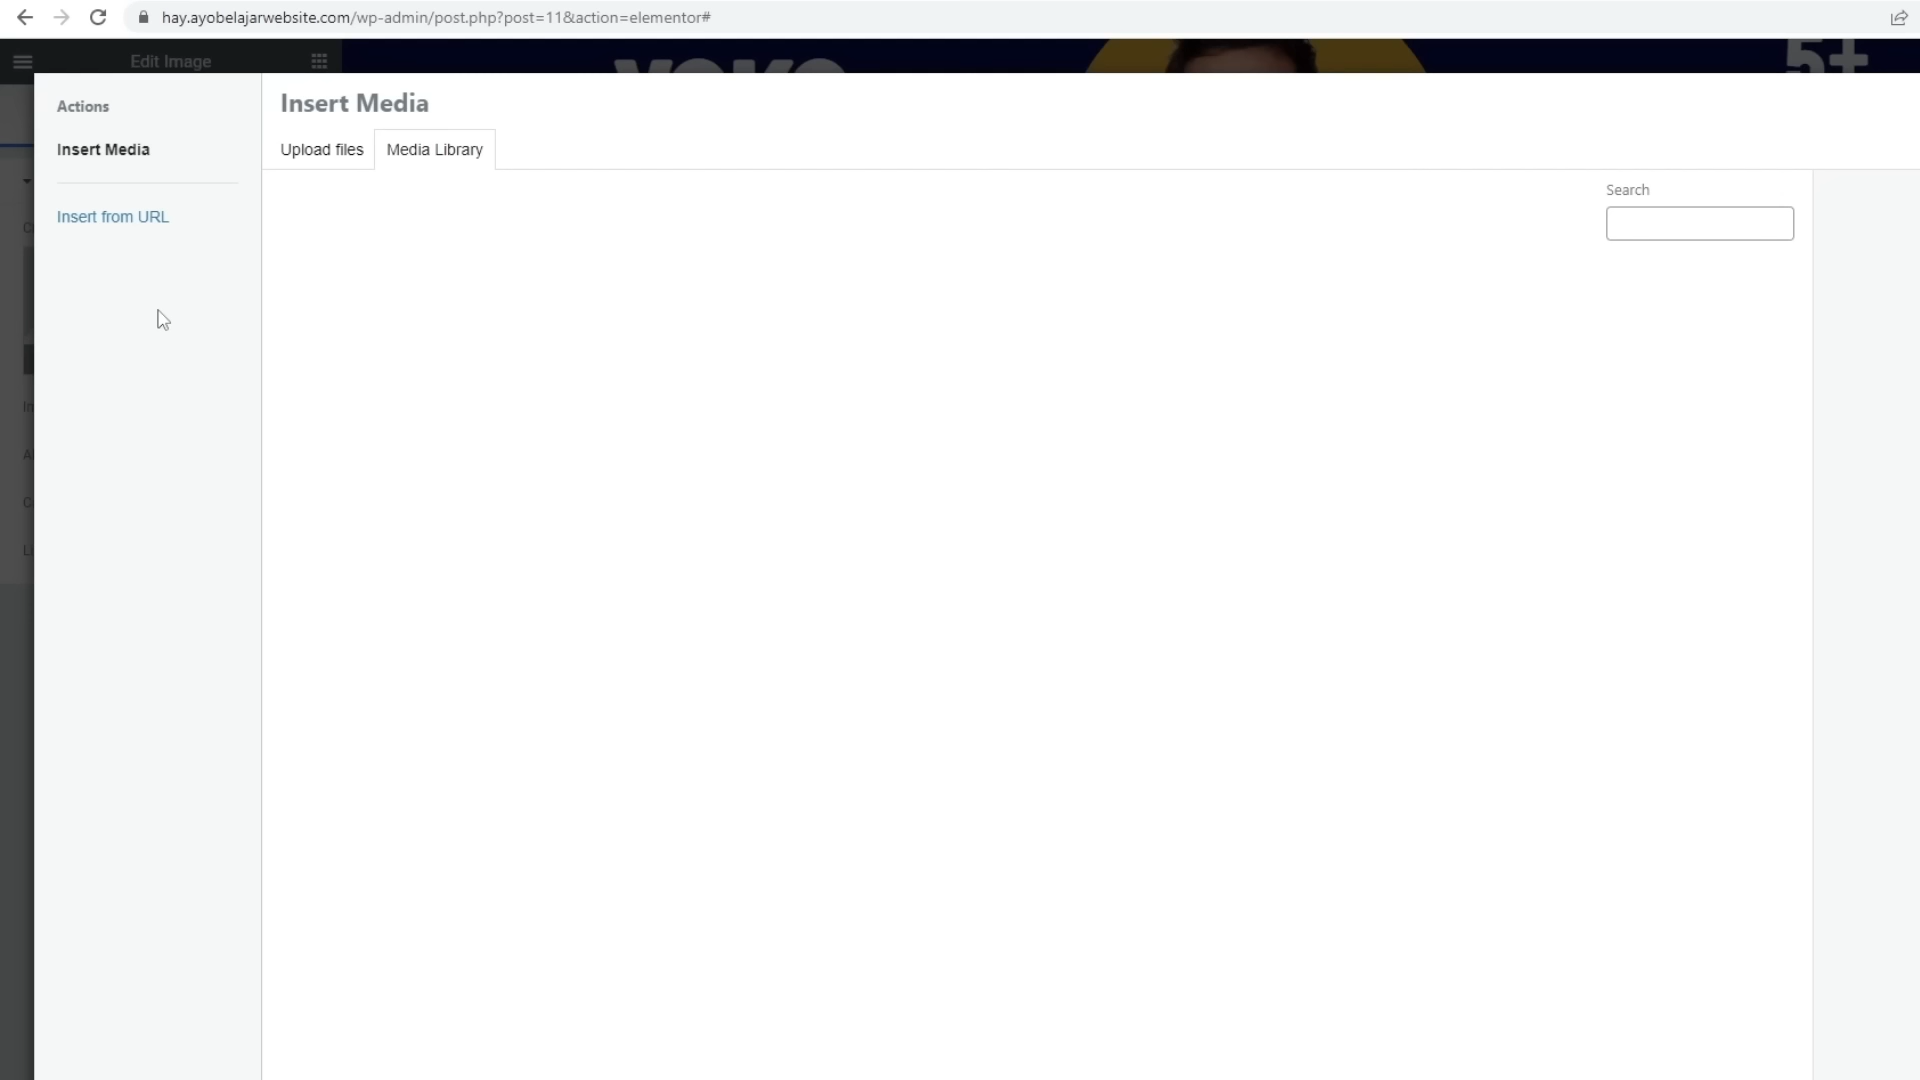 hay.ayobelajarwebsite.com/wp-admin/post.php?post=11&action=elementor#
Edit Image
5+
Actions
Insert Media
Insert from URL
Insert Media
Upload files
Media Library
Search